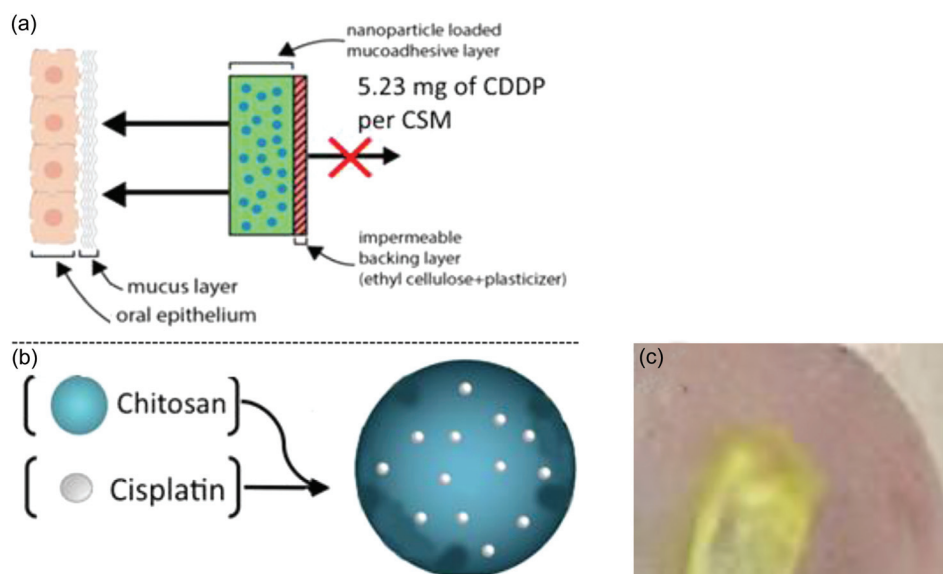 (a)
nanoparticle loaded
mucoadhesive layer
5.23 mg of CDDP
per CSM
impermeable
backing layer
(ethyl cellulose+plasticizer)
mucus layer
oral epithelium
(b)
Chitosan
Cisplatin
(c)